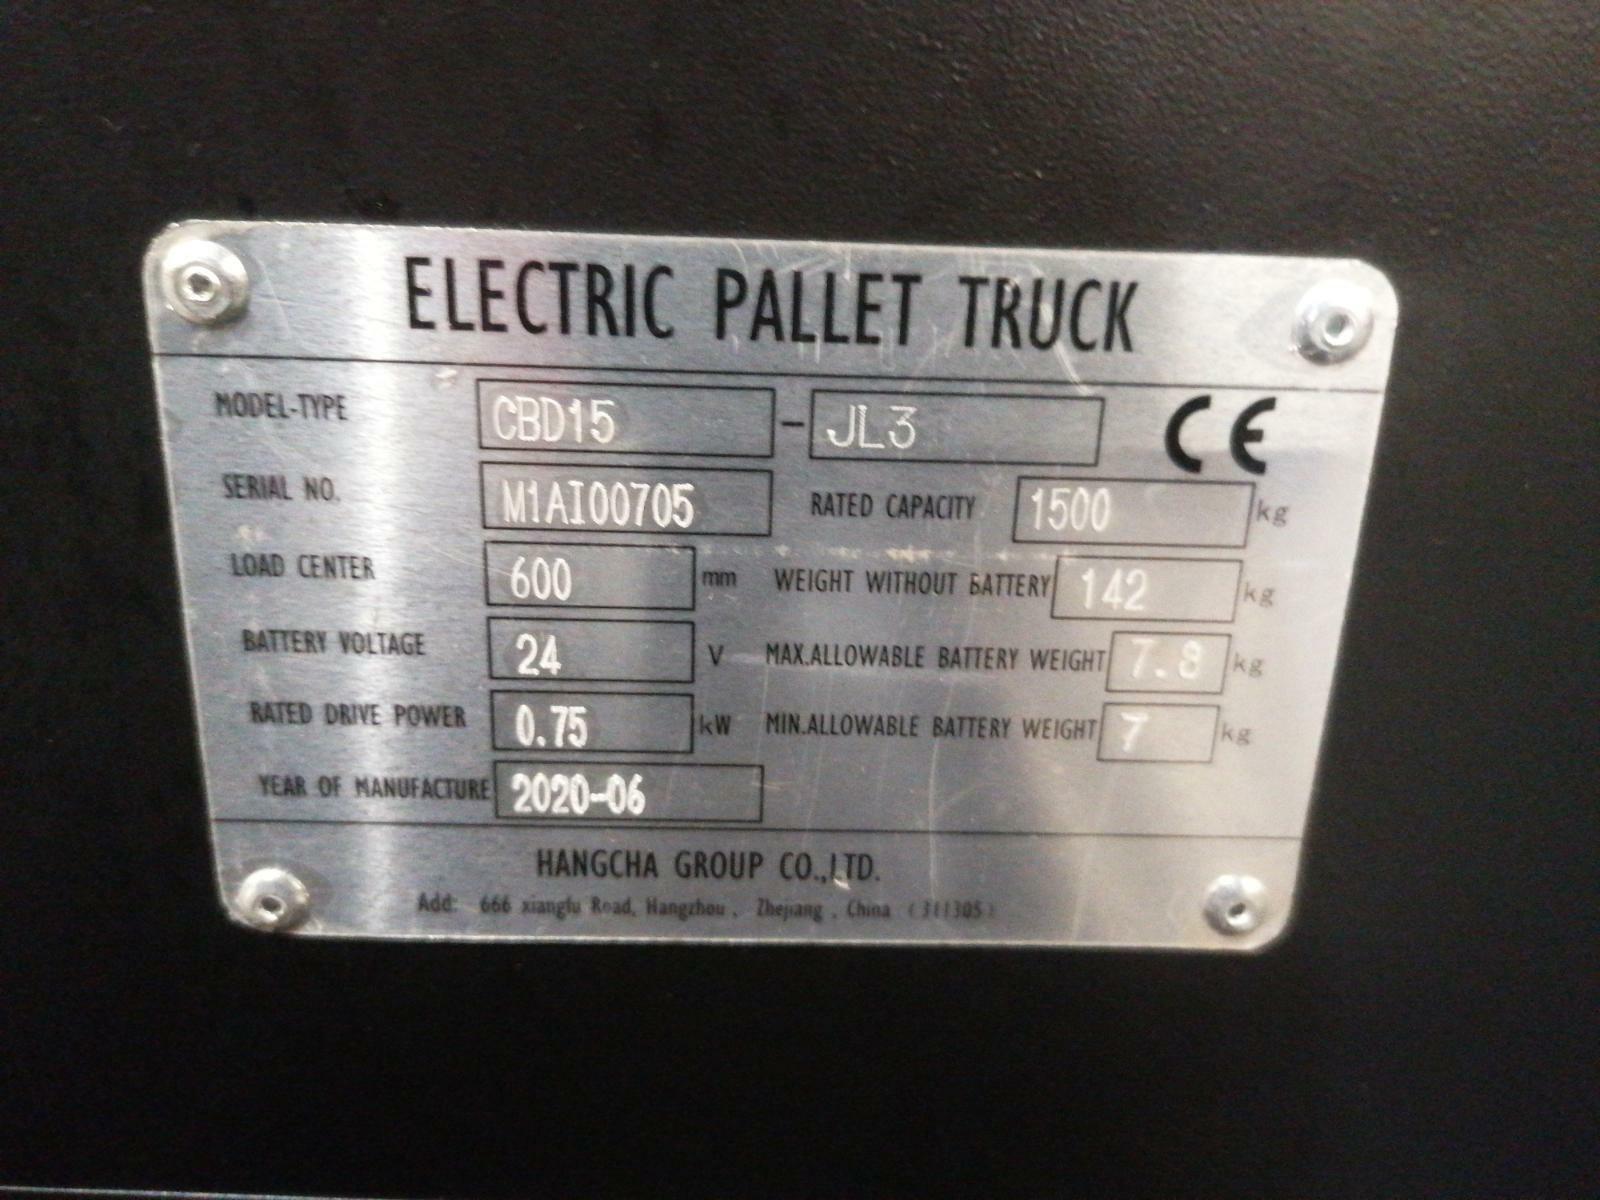 ELECTRIC PALLET TRUCK
MODEL-TYPE CBD15 - JL3 CE
SERIAL NO. M1AI00705 RATED CAPACITY 1500 kg
LOAD CENTER 600 mm WEIGHT WITHOUT BATTERY 142 kg
BATTERY VOLTAGE 24 V MAX.ALLOWABLE BATTERY WEIGHT 7.8 kg
RATED DRIVE POWER 0.75 kW MIN.ALLOWABLE BATTERY WEIGHT 7 kg
YEAR OF MANUFACTURE 2020-06
HANGCHA GROUP CO.,LTD.
Add: 666 xiangfu Road, Hangzhou, Zhejiang, China (311305)